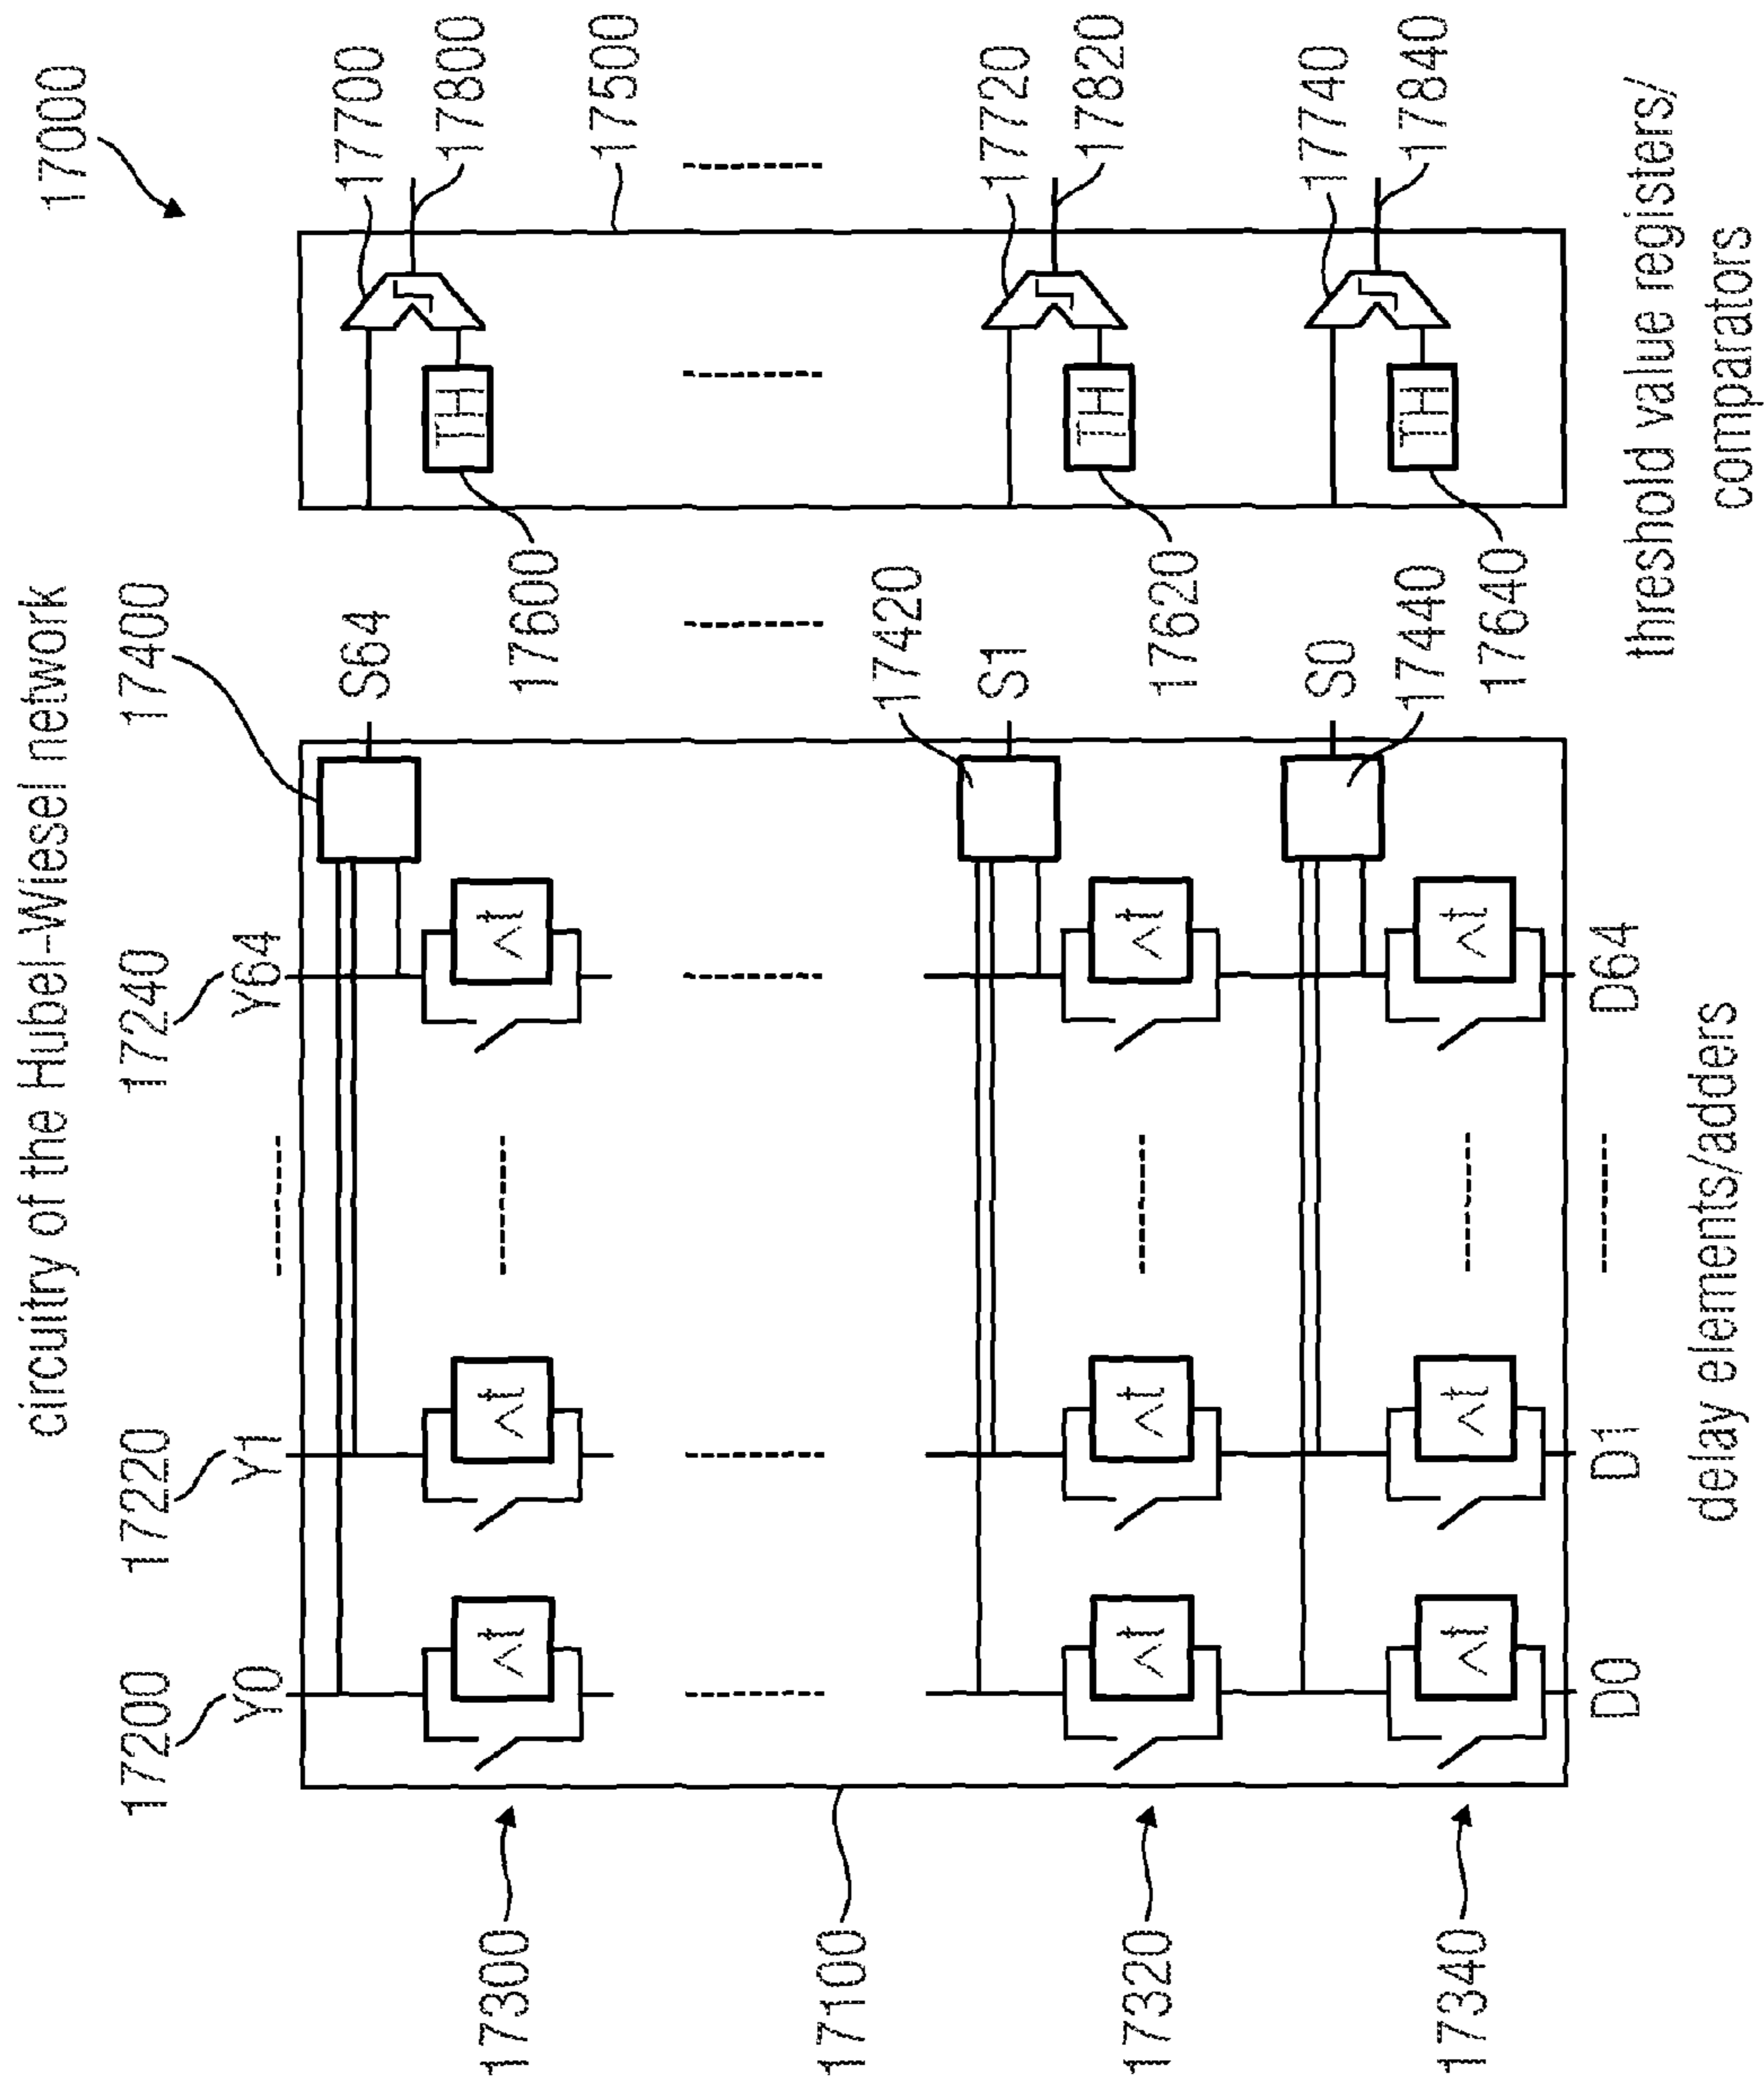 circuitry of the Hubel-Wiesel network
17000
17200 17220 17240 17400
Y0 Y1 Y64
S64 17700
17800
TH
Δt Δt Δt
17300 17600
17500
17100 17420
S1 17720
TH 17820
Δt Δt Δt
17320 17620
S0 17740
17440 TH 17840
Δt Δt Δt
17340 17640
D0 D1 D64
delay elements/adders
threshold value registers/
comparators